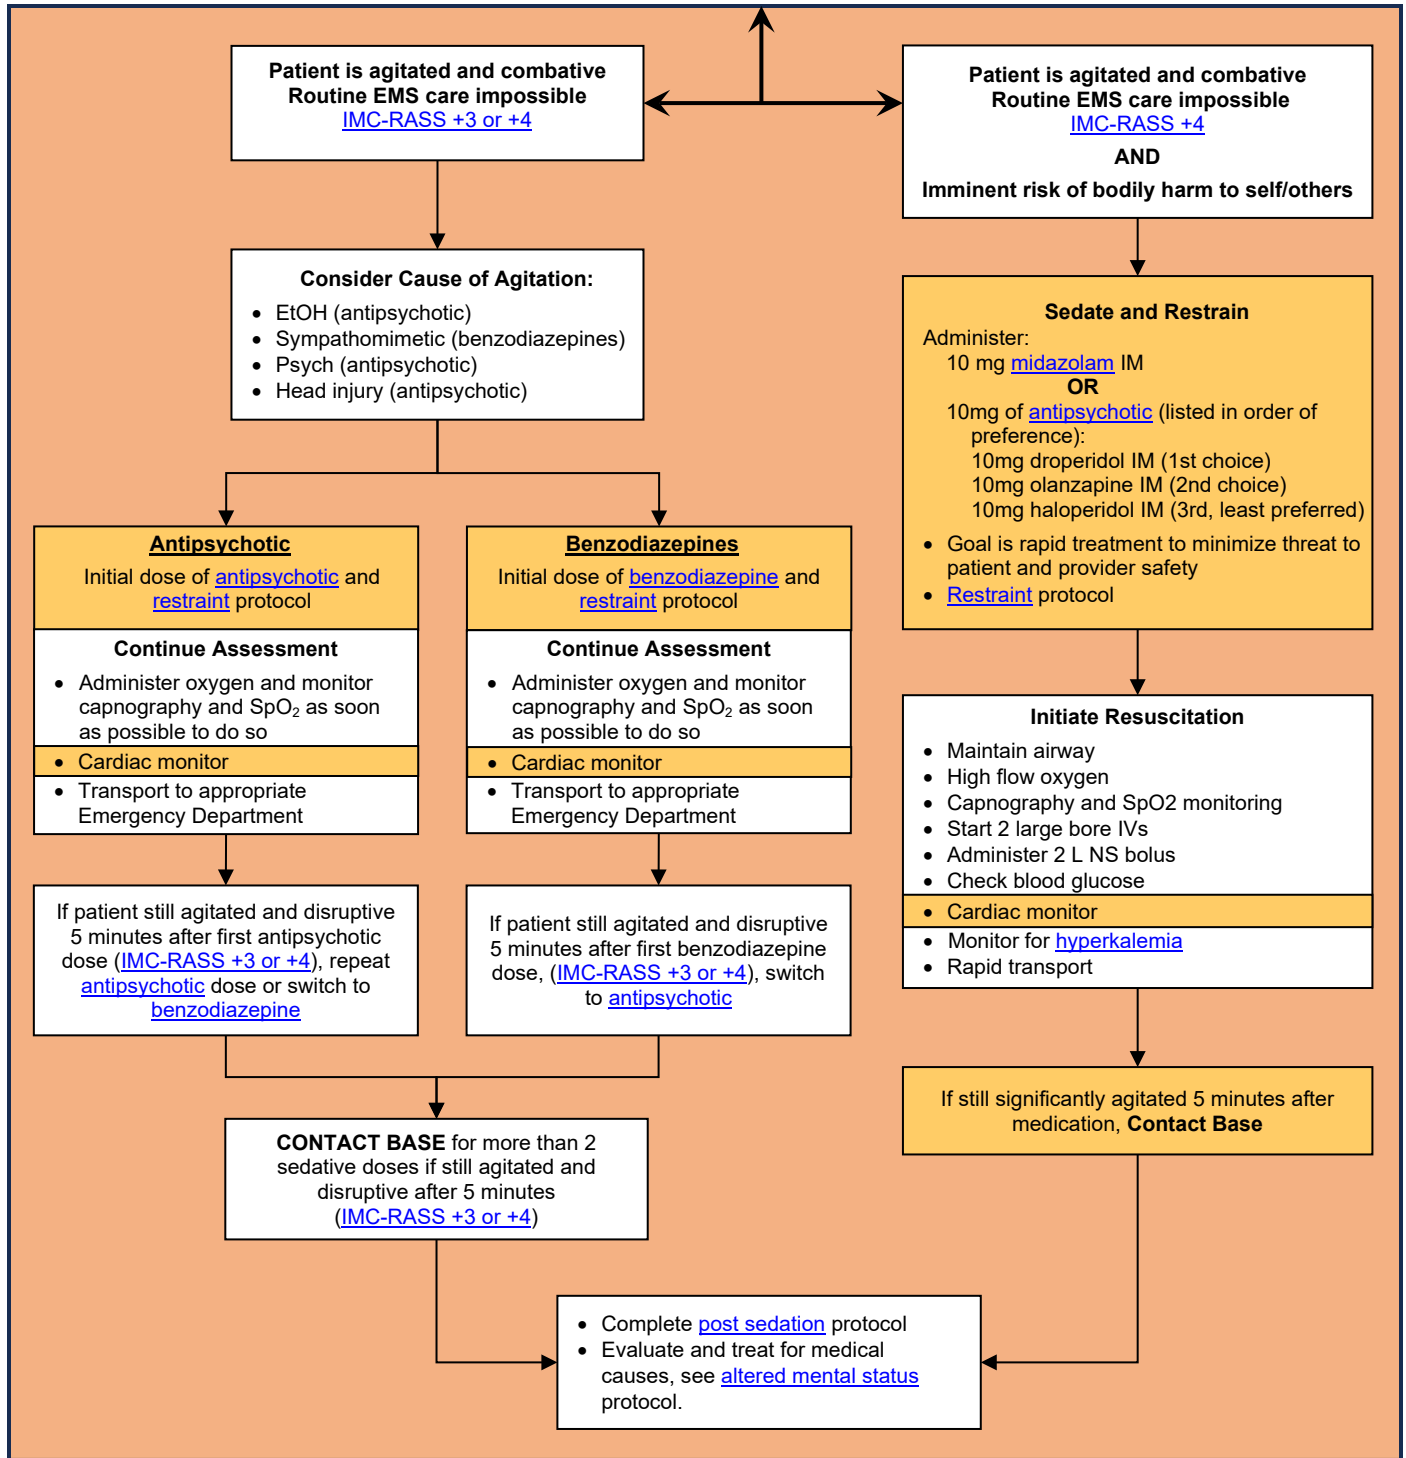 Patient is agitated and combative
Routine EMS care impossible
IMC-RASS +3 or +4
Patient is agitated and combative
Routine EMS care impossible
IMC-RASS +4
AND
Imminent risk of bodily harm to self/others
Consider Cause of Agitation:
• EtOH (antipsychotic)
• Sympathomimetic (benzodiazepines)
• Psych (antipsychotic)
• Head injury (antipsychotic)
Sedate and Restrain
Administer:
10 mg midazolam IM
OR
10mg of antipsychotic (listed in order of
preference):
10mg droperidol IM (1st choice)
10mg olanzapine IM (2nd choice)
10mg haloperidol IM (3rd, least preferred)
• Goal is rapid treatment to minimize threat to
patient and provider safety
• Restraint protocol
Antipsychotic
Initial dose of antipsychotic and
restraint protocol
Continue Assessment
• Administer oxygen and monitor
capnography and SpO₂ as soon
as possible to do so
• Cardiac monitor
• Transport to appropriate
Emergency Department
Benzodiazepines
Initial dose of benzodiazepine and
restraint protocol
Continue Assessment
• Administer oxygen and monitor
capnography and SpO₂ as soon
as possible to do so
• Cardiac monitor
• Transport to appropriate
Emergency Department
Initiate Resuscitation
• Maintain airway
• High flow oxygen
• Capnography and SpO2 monitoring
• Start 2 large bore IVs
• Administer 2 L NS bolus
• Check blood glucose
• Cardiac monitor
• Monitor for hyperkalemia
• Rapid transport
If patient still agitated and disruptive
5 minutes after first antipsychotic
dose (IMC-RASS +3 or +4), repeat
antipsychotic dose or switch to
benzodiazepine
If patient still agitated and disruptive
5 minutes after first benzodiazepine
dose, (IMC-RASS +3 or +4), switch
to antipsychotic
If still significantly agitated 5 minutes after
medication, Contact Base
CONTACT BASE for more than 2
sedative doses if still agitated and
disruptive after 5 minutes
(IMC-RASS +3 or +4)
• Complete post sedation protocol
• Evaluate and treat for medical
causes, see altered mental status
protocol.